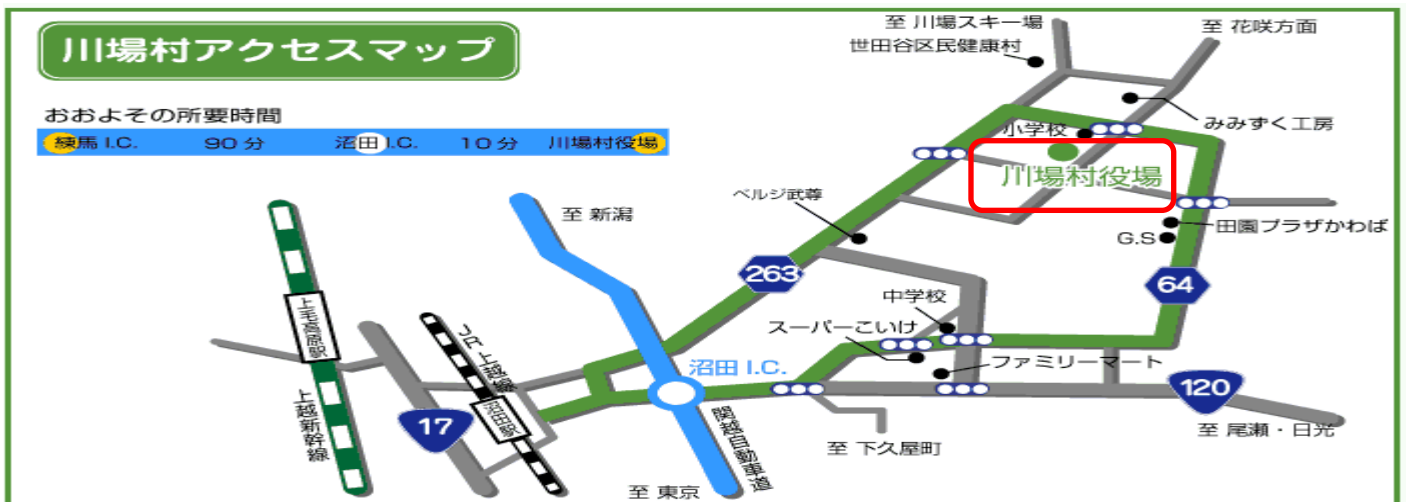 川場村アクセスマップ
おおよその所要時間
練馬 I.C. 90 分 沼田 I.C. 10 分 川場村役場
至 川場スキー場
世田谷区民健康村
至 花咲方面
みみずく工房
小学校
川場村役場
ベルジ武尊
至 新潟
田園プラザかわば
G.S
263
64
中学校
スーパーこいけ
ファミリーマート
沼田 I.C.
120
17
上毛高原駅
上越新幹線
JR上越線
沼田駅
関越自動車道
至 東京
至 下久屋町
至 尾瀬・日光